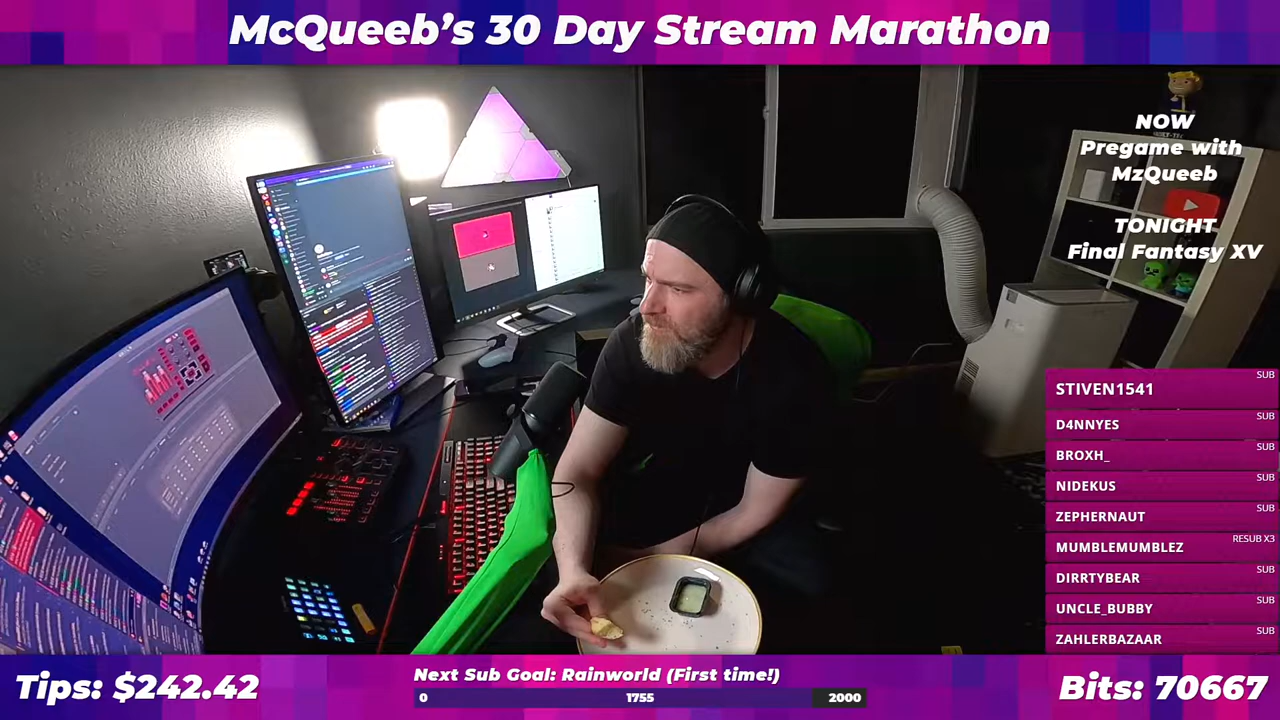 McQueeb's 30 Day Stream Marathon
NOW
Pregame with
MzQueeb
TONIGHT
Final Fantasy XV
STIVEN1541 SUB
D4NNYES SUB
BROXH_ SUB
NIDEKUS SUB
ZEPHERNAUT SUB
MUMBLEMUMBLEZ RESUB X3
DIRRTYBEAR SUB
UNCLE_BUBBY SUB
ZAHLERBAZAAR SUB
Tips: $242.42
Next Sub Goal: Rainworld (First time!)
0 1755 2000
Bits: 70667